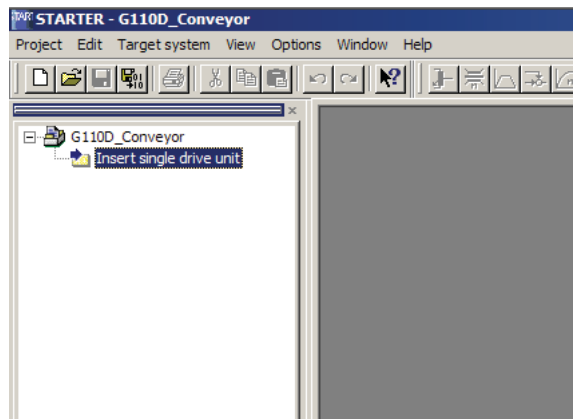 STARTER - G110D_Conveyor
Project Edit Target system View Options Window Help
G110D_Conveyor
Insert single drive unit